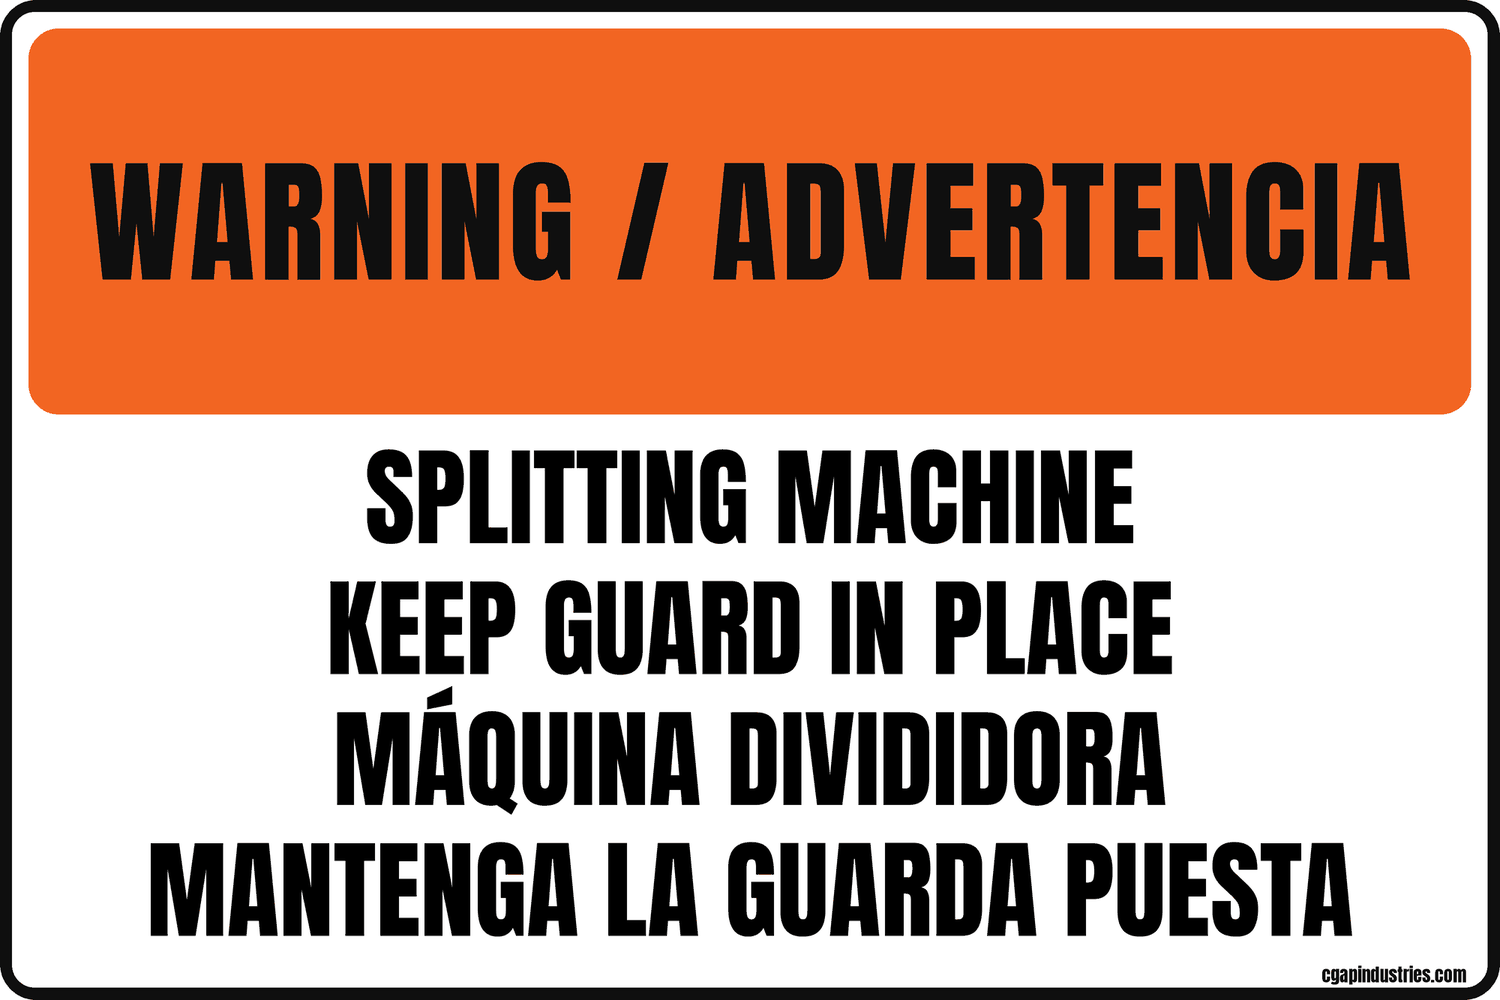 WARNING / ADVERTENCIA
SPLITTING MACHINE
KEEP GUARD IN PLACE
MÁQUINA DIVIDIDORA
MANTENGA LA GUARDA PUESTA
cgapindustries.com